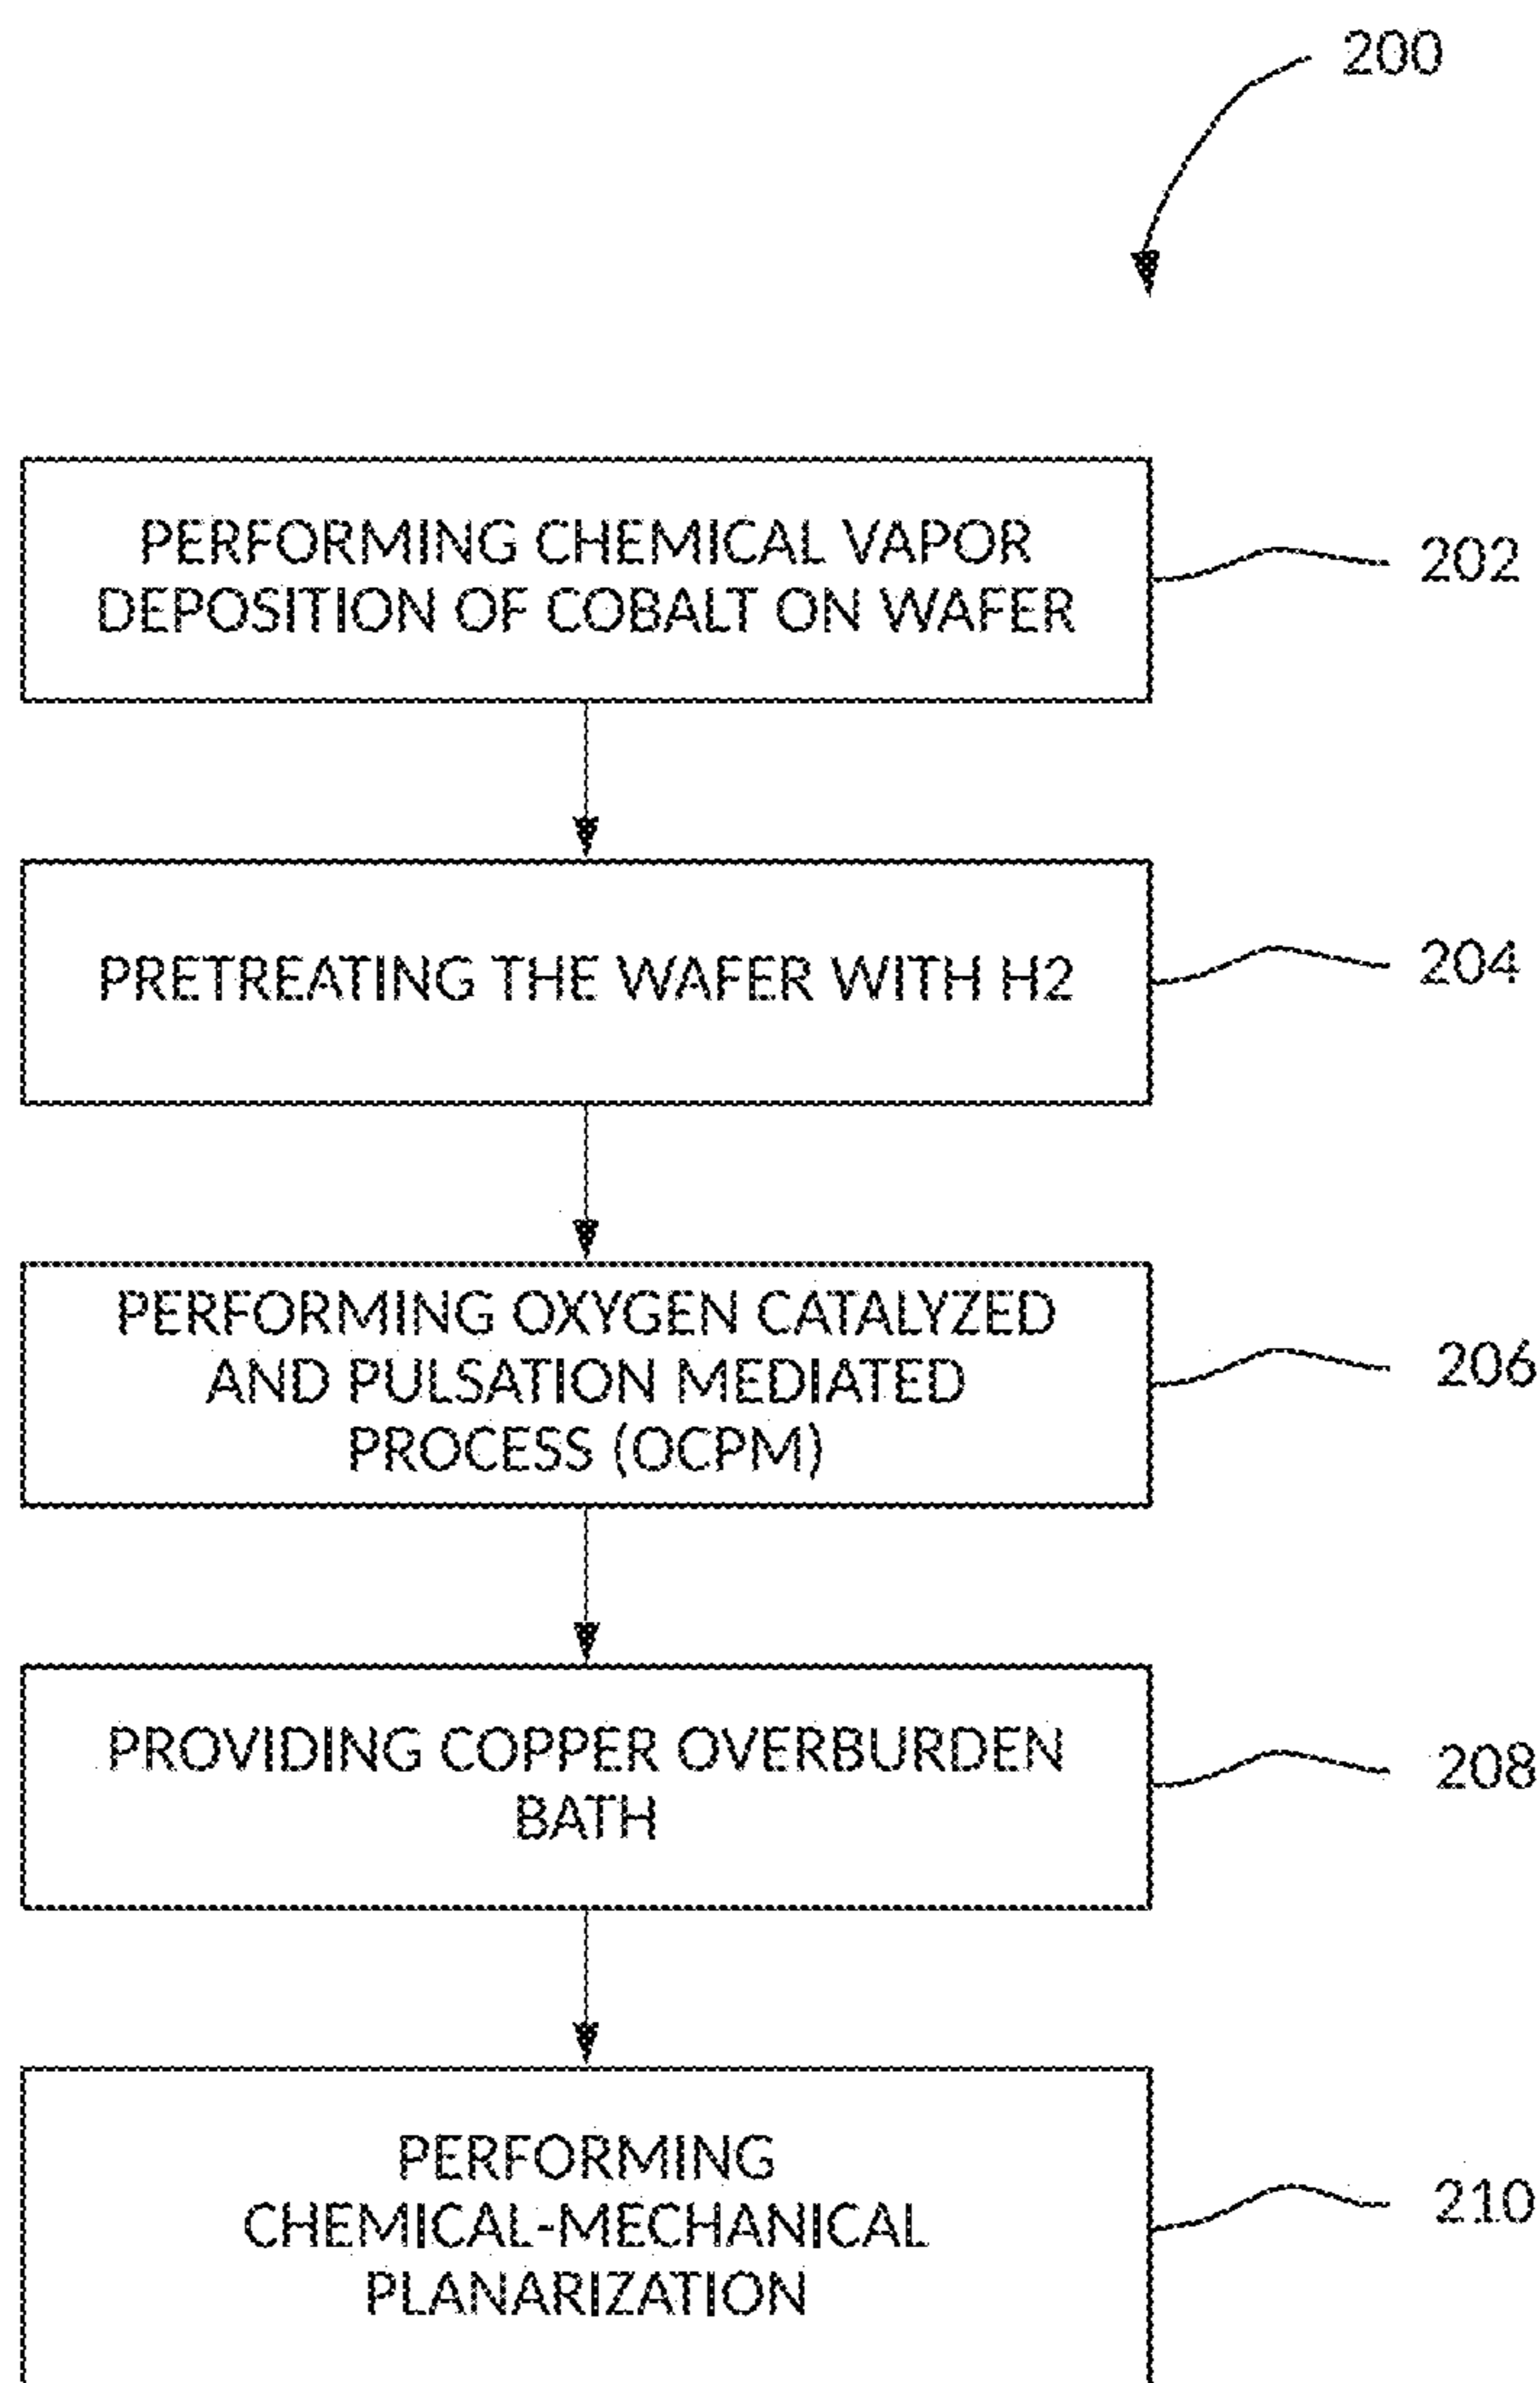 200
PERFORMING CHEMICAL VAPOR
DEPOSITION OF COBALT ON WAFER
202
PRETREATING THE WAFER WITH H2
204
PERFORMING OXYGEN CATALYZED
AND PULSATION MEDIATED
PROCESS (OCPM)
206
PROVIDING COPPER OVERBURDEN
BATH
208
PERFORMING
CHEMICAL-MECHANICAL
PLANARIZATION
210